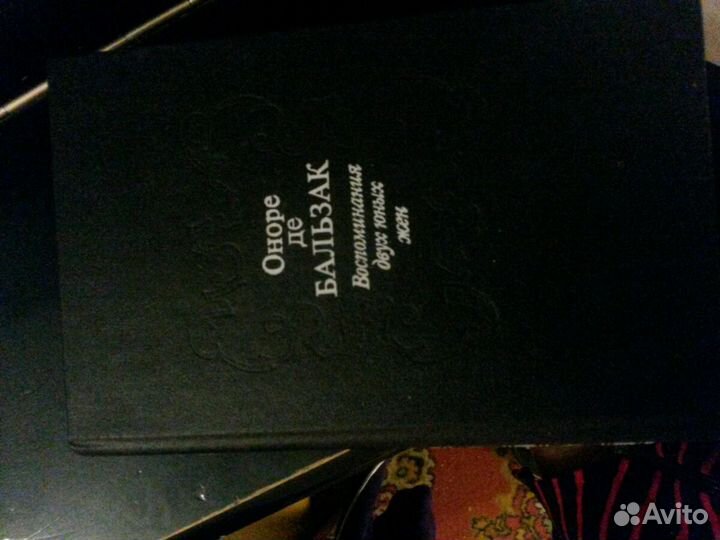 Оноре
де
БАЛЬЗАК
Воспоминания
двух юных
жен
Avito